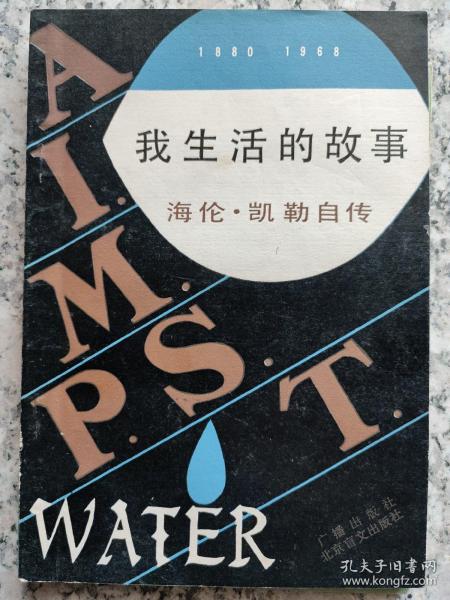 1880 1968
我生活的故事
海伦·凯勒自传
A.
I.
M.
P. S. T.
WATER
广播出版社
北京盲文出版社
孔夫子旧书网
www.kongfz.com